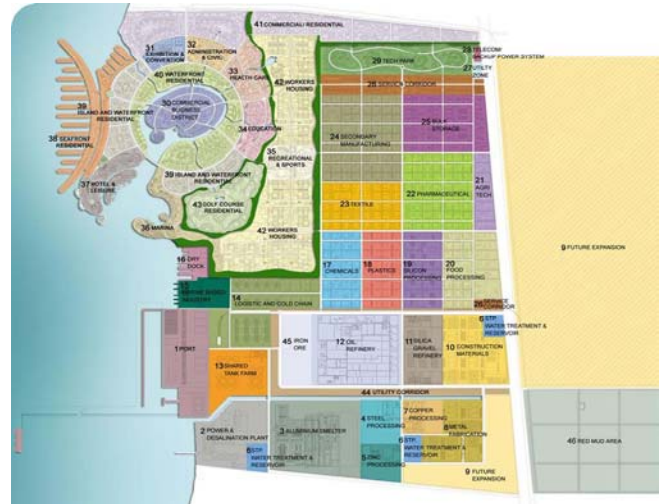 41 COMMERCIAL/ RESIDENTIAL
31
EXHIBITION &
CONVENTION
32
ADMINISTRATION
& CIVIC
28 TELECOM/
BACKUP POWER SYSTEM
29 TECH PARK
27 UTILITY
ZONE
40 WATERFRONT
RESIDENTIAL
33
HEALTH CARE
42 WORKERS
HOUSING
26 SERVICE CORRIDOR
39
ISLAND AND WATERFRONT
RESIDENTIAL
30 COMMERCIAL
BUSINESS
DISTRICT
25 BULK
STORAGE
38 SEAFRONT
RESIDENTIAL
34 EDUCATION
24 SECONDARY
MANUFACTURING
35
RECREATIONAL
& SPORTS
39 ISLAND AND WATERFRONT
RESIDENTIAL
37 HOTEL &
LEISURE
21
AGRI
TECH
22 PHARMACEUTICAL
43 GOLF COURSE
RESIDENTIAL
23 TEXTILE
36 MARINA
42 WORKERS
HOUSING
9 FUTURE EXPANSION
16 DRY
DOCK
17
CHEMICALS
18
PLASTICS
19
SILICON
PROCESSING
20
FOOD
PROCESSING
INDUSTRY
14
LOGISTIC AND COLD CHAIN
26 SERVICE
CORRIDOR
6 STP,
WATER TREATMENT &
RESERVOIR
1 PORT
45 IRON
ORE
12 OIL
REFINERY
11 SILICA
GRAVEL
REFINERY
10 CONSTRUCTION
MATERIALS
13 SHARED
TANK FARM
44 UTILITY CORRIDOR
2 POWER &
DESALINATION PLANT
3 ALUMINIUM SMELTER
4 STEEL
PROCESSING
7 COPPER
PROCESSING
8 METAL
FABRICATION
46 RED MUD AREA
6 STP,
WATER TREATMENT &
RESERVOIR
5 ZINC
PROCESSING
6 STP,
WATER TREATMENT &
RESERVOIR
9 FUTURE
EXPANSION